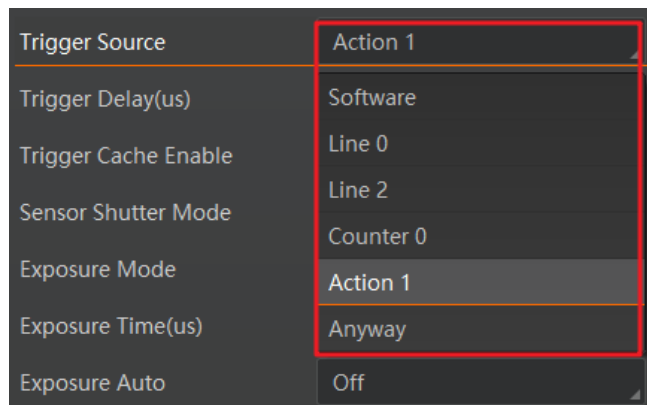 Trigger Source Action 1
Trigger Delay(us) Software
Trigger Cache Enable Line 0
Line 2
Sensor Shutter Mode Counter 0
Exposure Mode Action 1
Exposure Time(us) Anyway
Exposure Auto Off